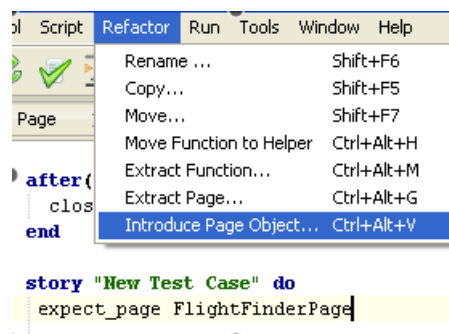 ol Script Refactor Run Tools Window Help
Rename ... Shift+F6
Copy... Shift+F5
Move... Shift+F7
Page
Move Function to Helper Ctrl+Alt+H
Extract Function... Ctrl+Alt+M
after(
Extract Page... Ctrl+Alt+G
clos
Introduce Page Object... Ctrl+Alt+V
end
story "New Test Case" do
expect_page FlightFinderPage